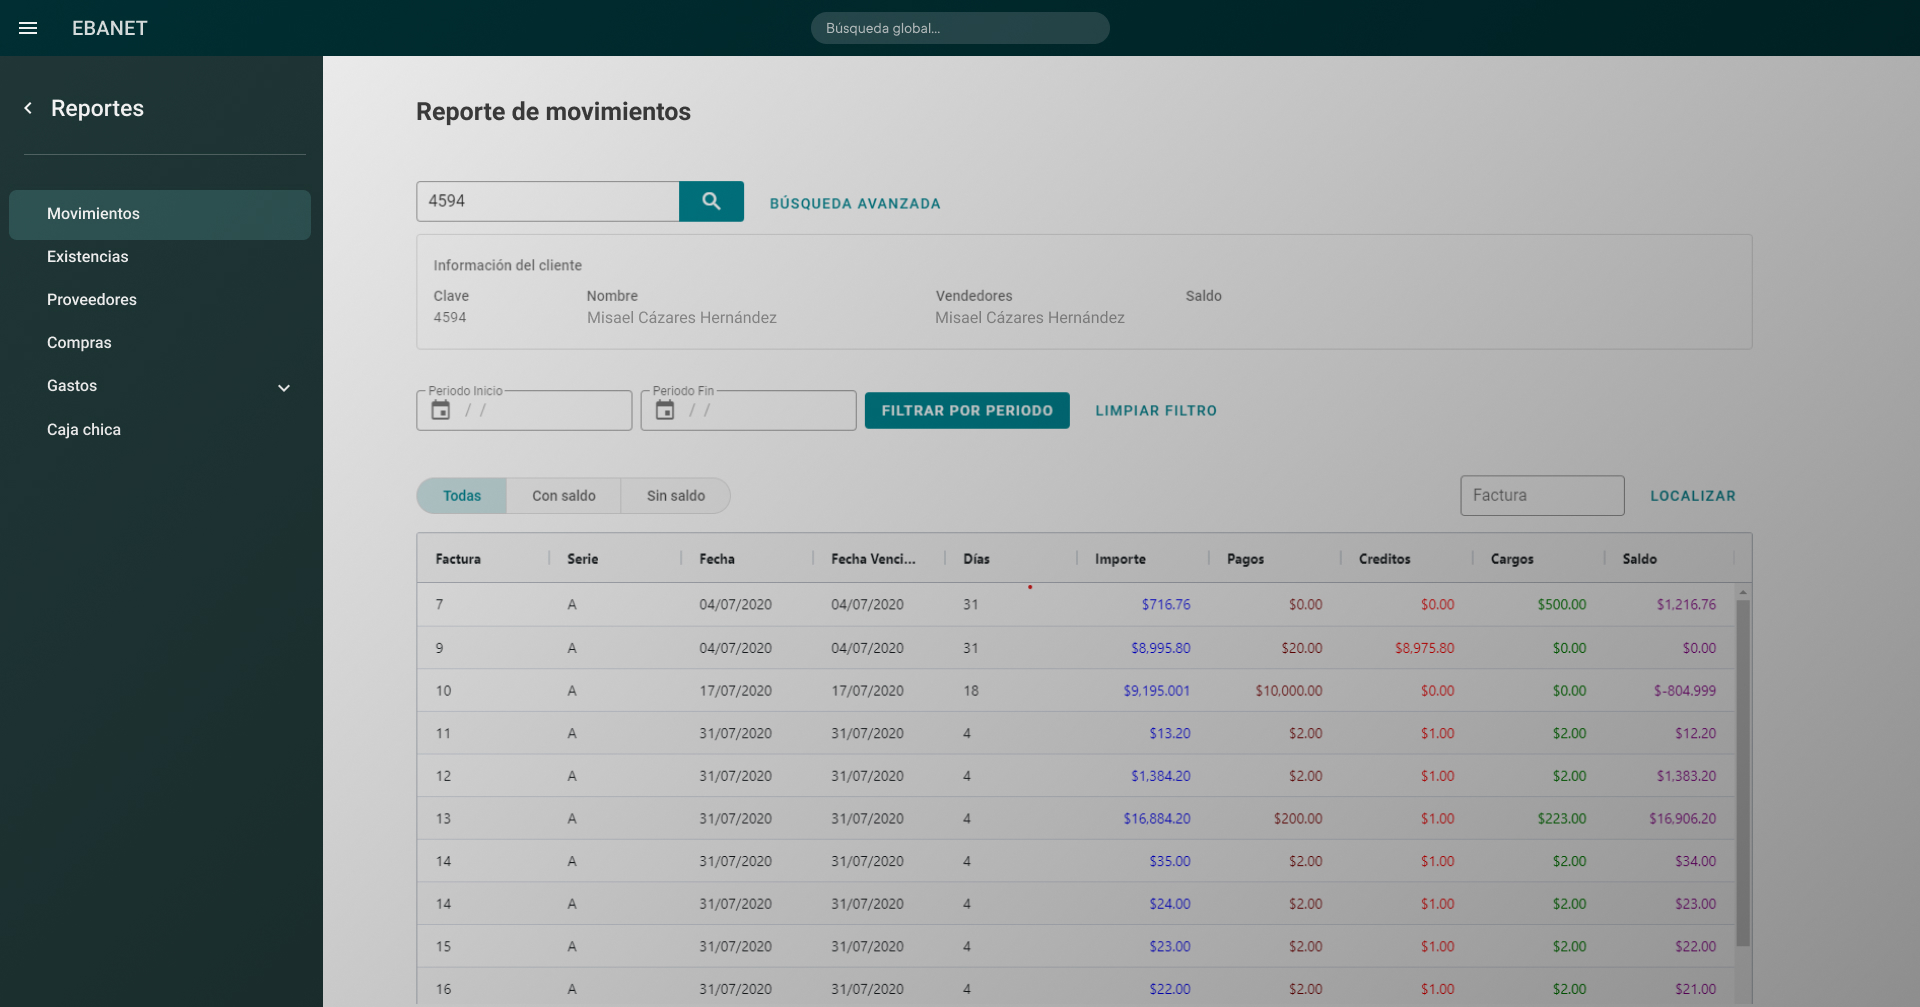 EBANET
Búsqueda global...
Reportes
Movimientos
Existencias
Proveedores
Compras
Gastos
Caja chica
Reporte de movimientos
4594
BÚSQUEDA AVANZADA
Información del cliente
Clave Nombre Vendedores Saldo
4594 Misael Cázares Hernández Misael Cázares Hernández
Periodo Inicio Periodo Fin
/ / / / FILTRAR POR PERIODO LIMPIAR FILTRO
Todas Con saldo Sin saldo Factura LOCALIZAR
Factura Serie Fecha Fecha Venci... Días Importe Pagos Creditos Cargos Saldo
7 A 04/07/2020 04/07/2020 31 $716.76 $0.00 $0.00 $500.00 $1,216.76
9 A 04/07/2020 04/07/2020 31 $8,995.80 $20.00 $8,975.80 $0.00 $0.00
10 A 17/07/2020 17/07/2020 18 $9,195.001 $10,000.00 $0.00 $0.00 $-804.999
11 A 31/07/2020 31/07/2020 4 $13.20 $2.00 $1.00 $2.00 $12.20
12 A 31/07/2020 31/07/2020 4 $1,384.20 $2.00 $1.00 $2.00 $1,383.20
13 A 31/07/2020 31/07/2020 4 $16,884.20 $200.00 $1.00 $223.00 $16,906.20
14 A 31/07/2020 31/07/2020 4 $35.00 $2.00 $1.00 $2.00 $34.00
14 A 31/07/2020 31/07/2020 4 $24.00 $2.00 $1.00 $2.00 $23.00
15 A 31/07/2020 31/07/2020 4 $23.00 $2.00 $1.00 $2.00 $22.00
16 A 31/07/2020 31/07/2020 4 $22.00 $2.00 $1.00 $2.00 $21.00